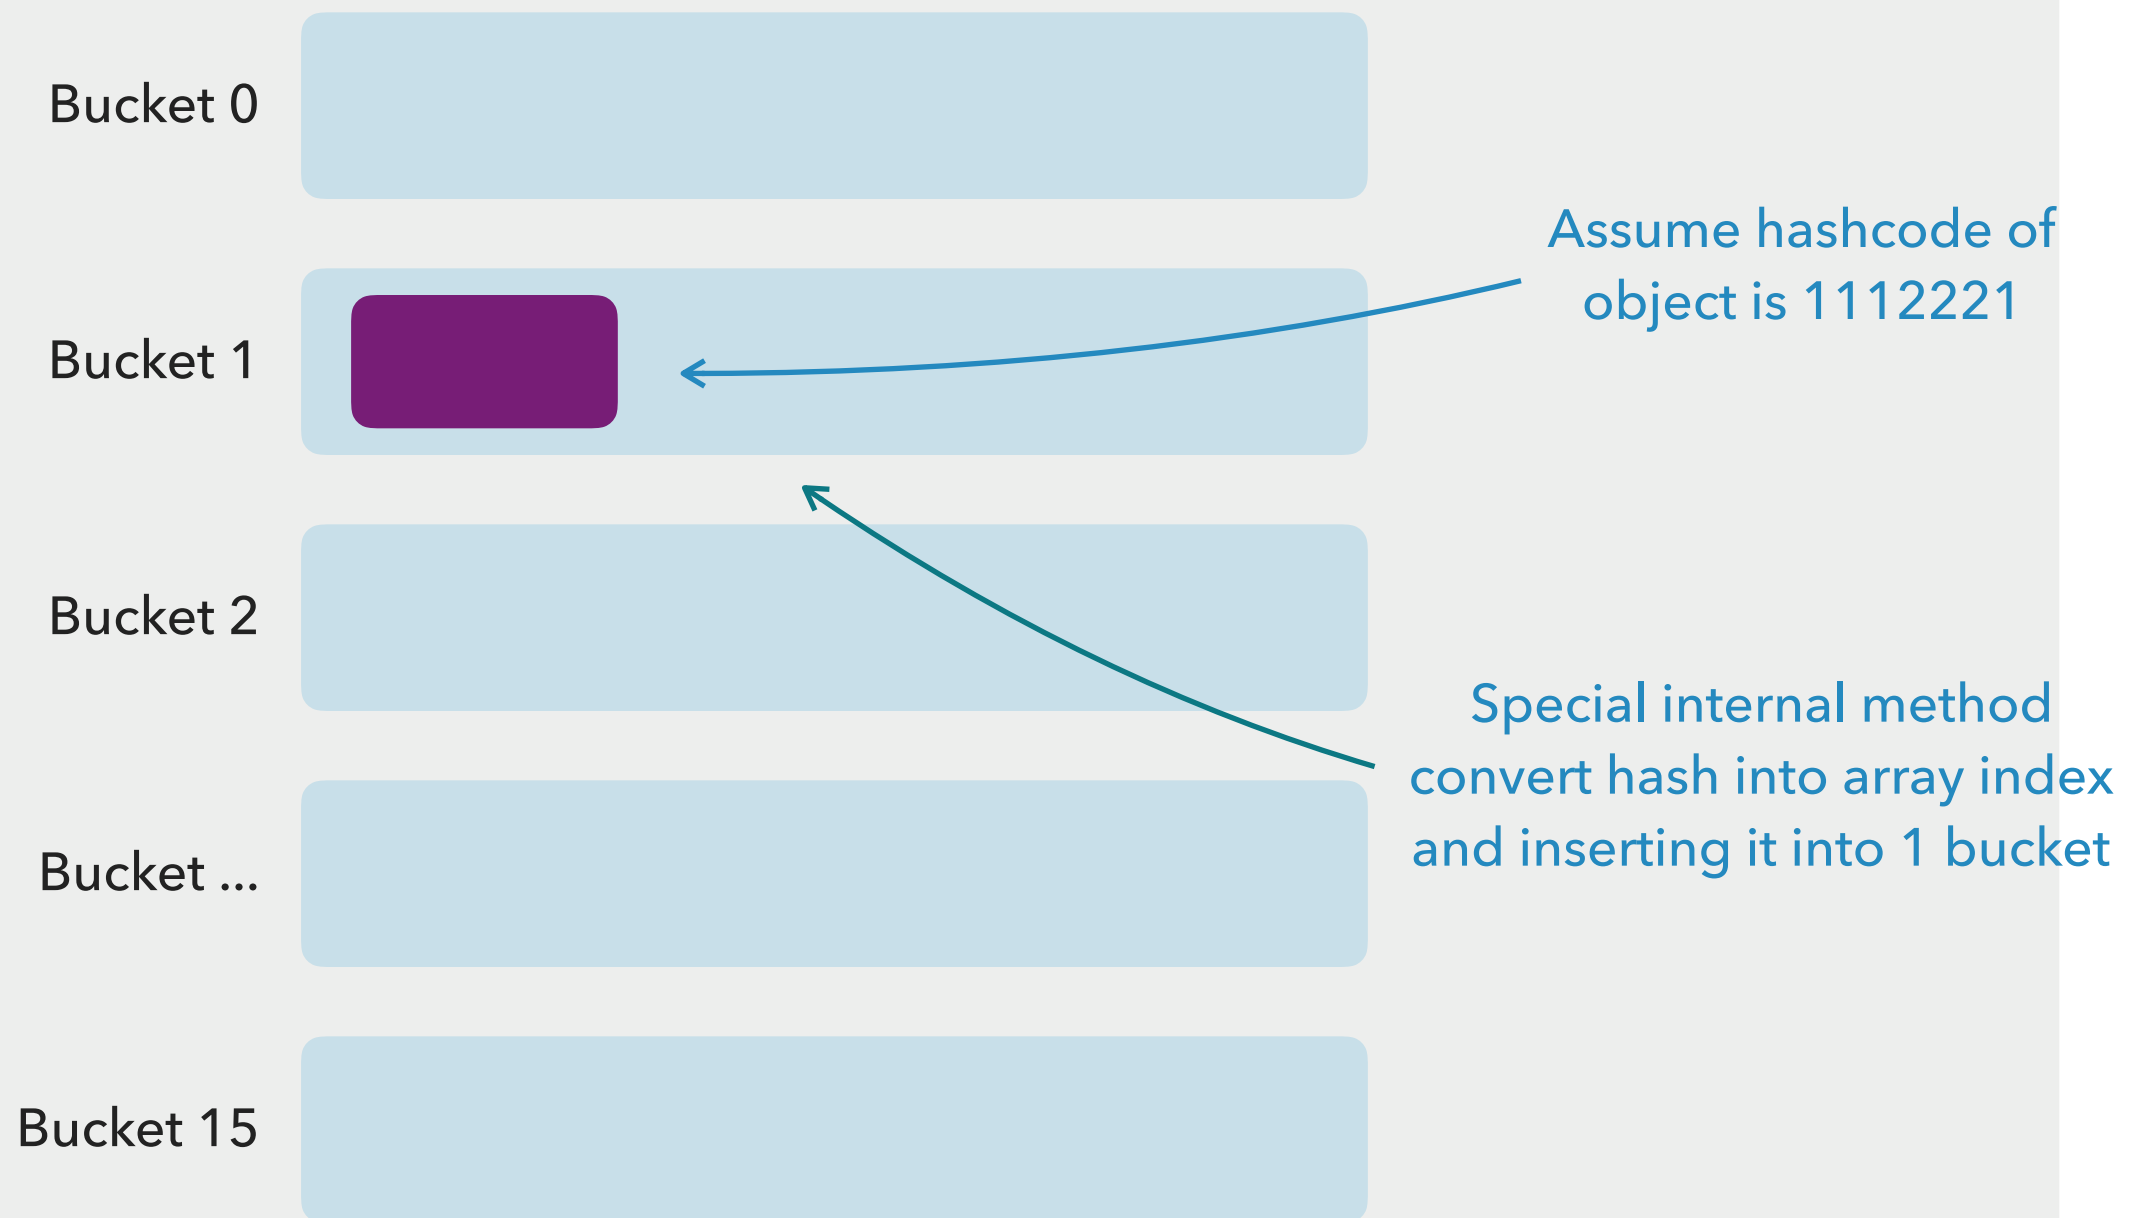 Bucket 0
Assume hashcode of
object is 1112221
Bucket 1
Bucket 2
Special internal method
convert hash into array index
and inserting it into 1 bucket
Bucket ...
Bucket 15